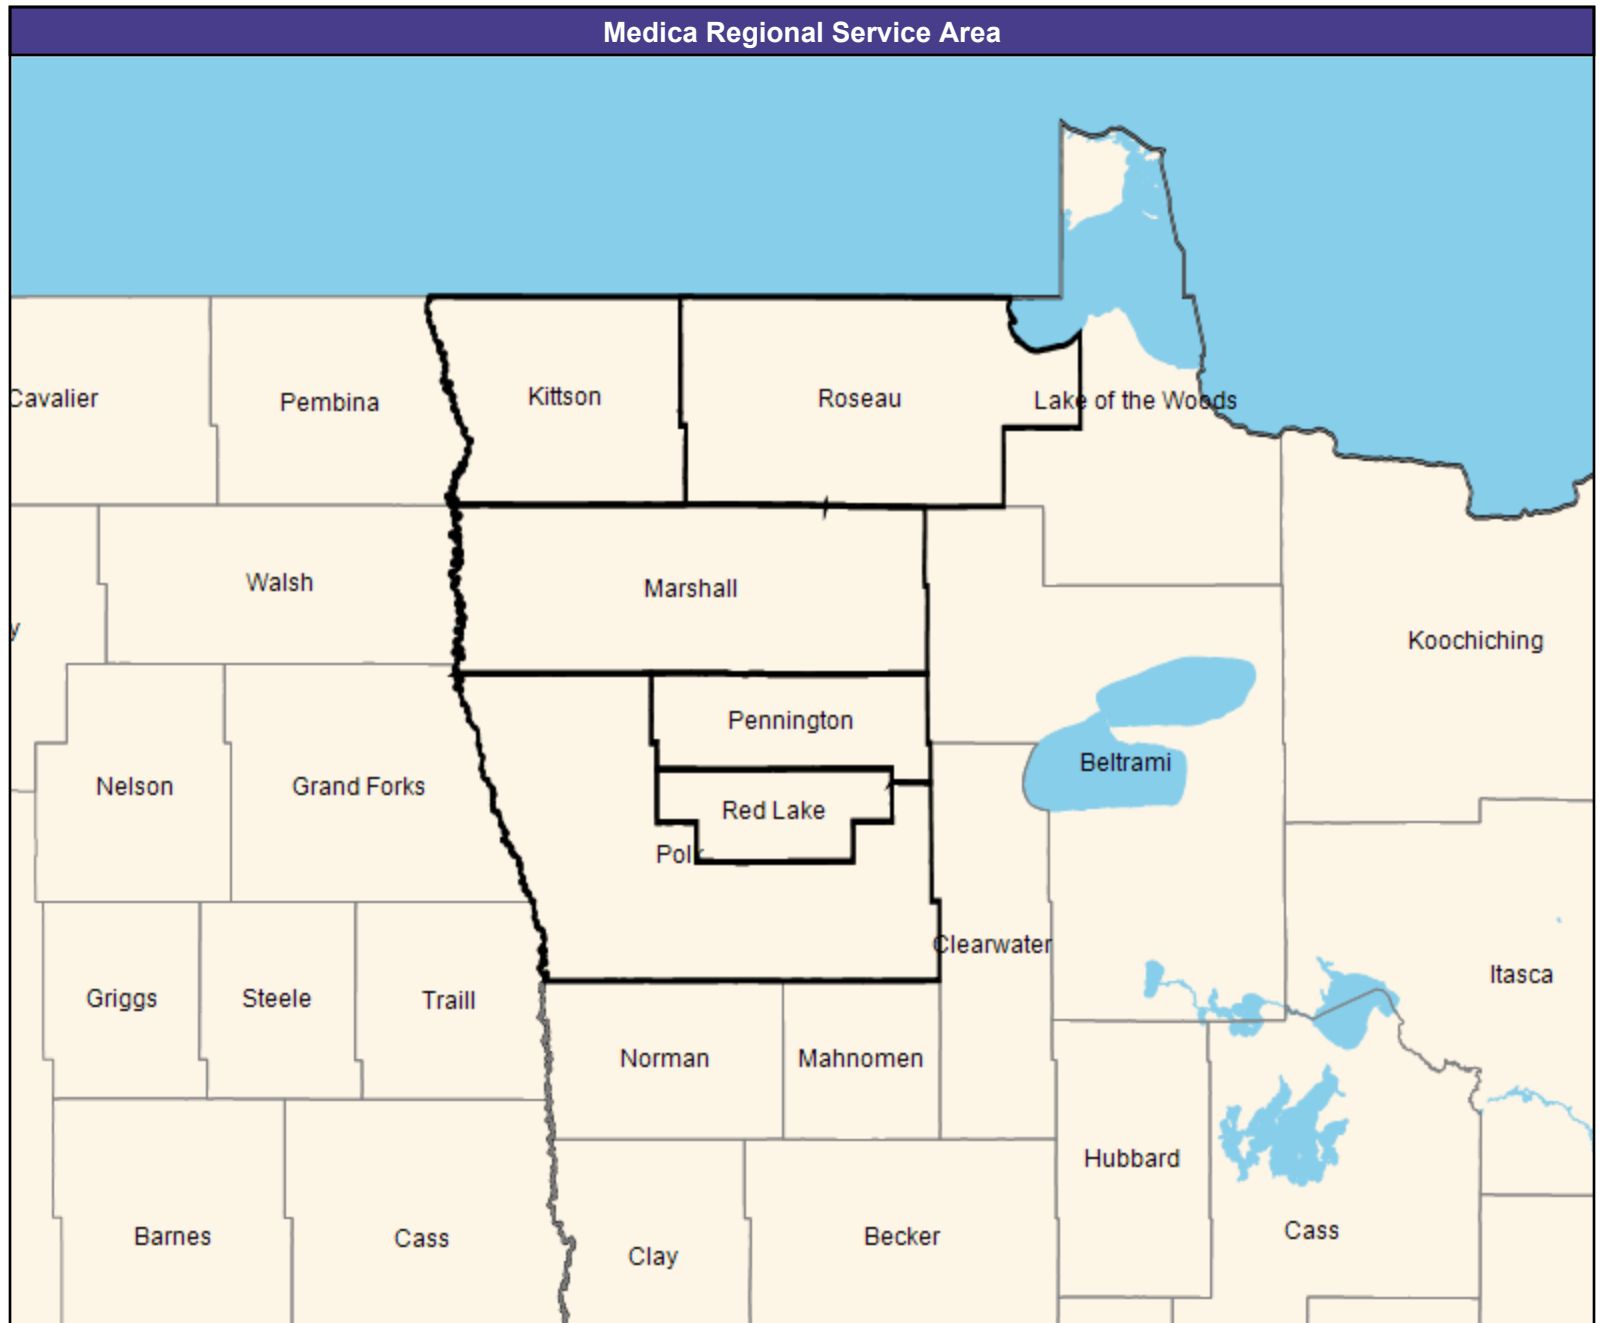 Medica Regional Service Area
Cavalier
Pembina
Kittson
Roseau
Lake of the Woods
Walsh
Marshall
y
Koochiching
Pennington
Beltrami
Nelson
Grand Forks
Red Lake
Polk
Clearwater
Itasca
Griggs
Steele
Traill
Norman
Mahnomen
Hubbard
Barnes
Cass
Clay
Becker
Cass